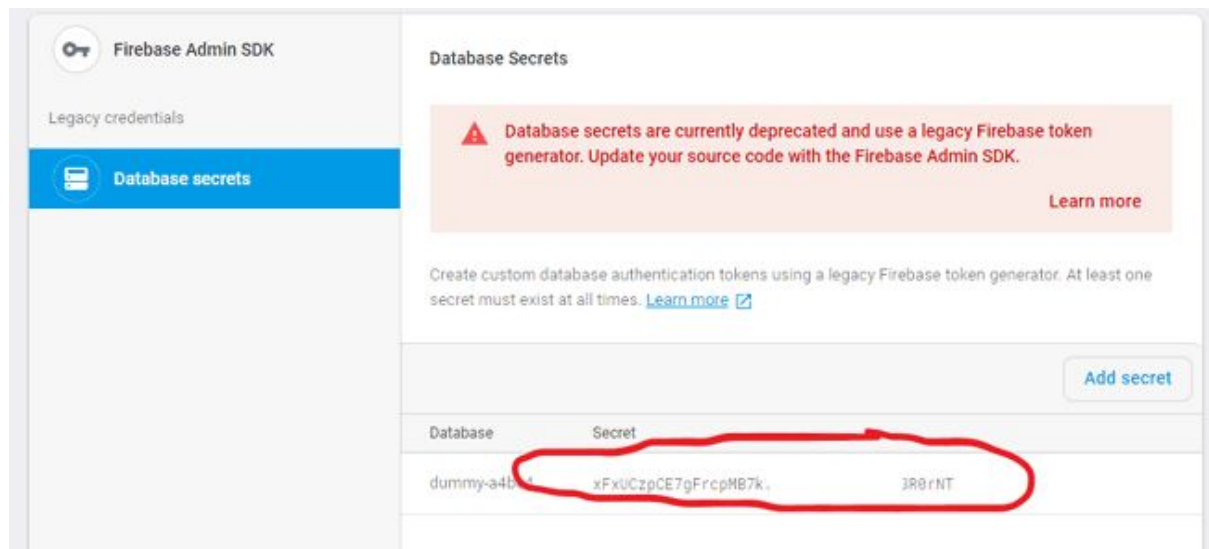 Firebase Admin SDK
Legacy credentials
Database secrets
Database Secrets
Database secrets are currently deprecated and use a legacy Firebase token
generator. Update your source code with the Firebase Admin SDK.
Learn more
Create custom database authentication tokens using a legacy Firebase token generator. At least one
secret must exist at all times. Learn more
Add secret
Database Secret
xFxUCzpCE7gFrcpMB7k. 3R0rNT